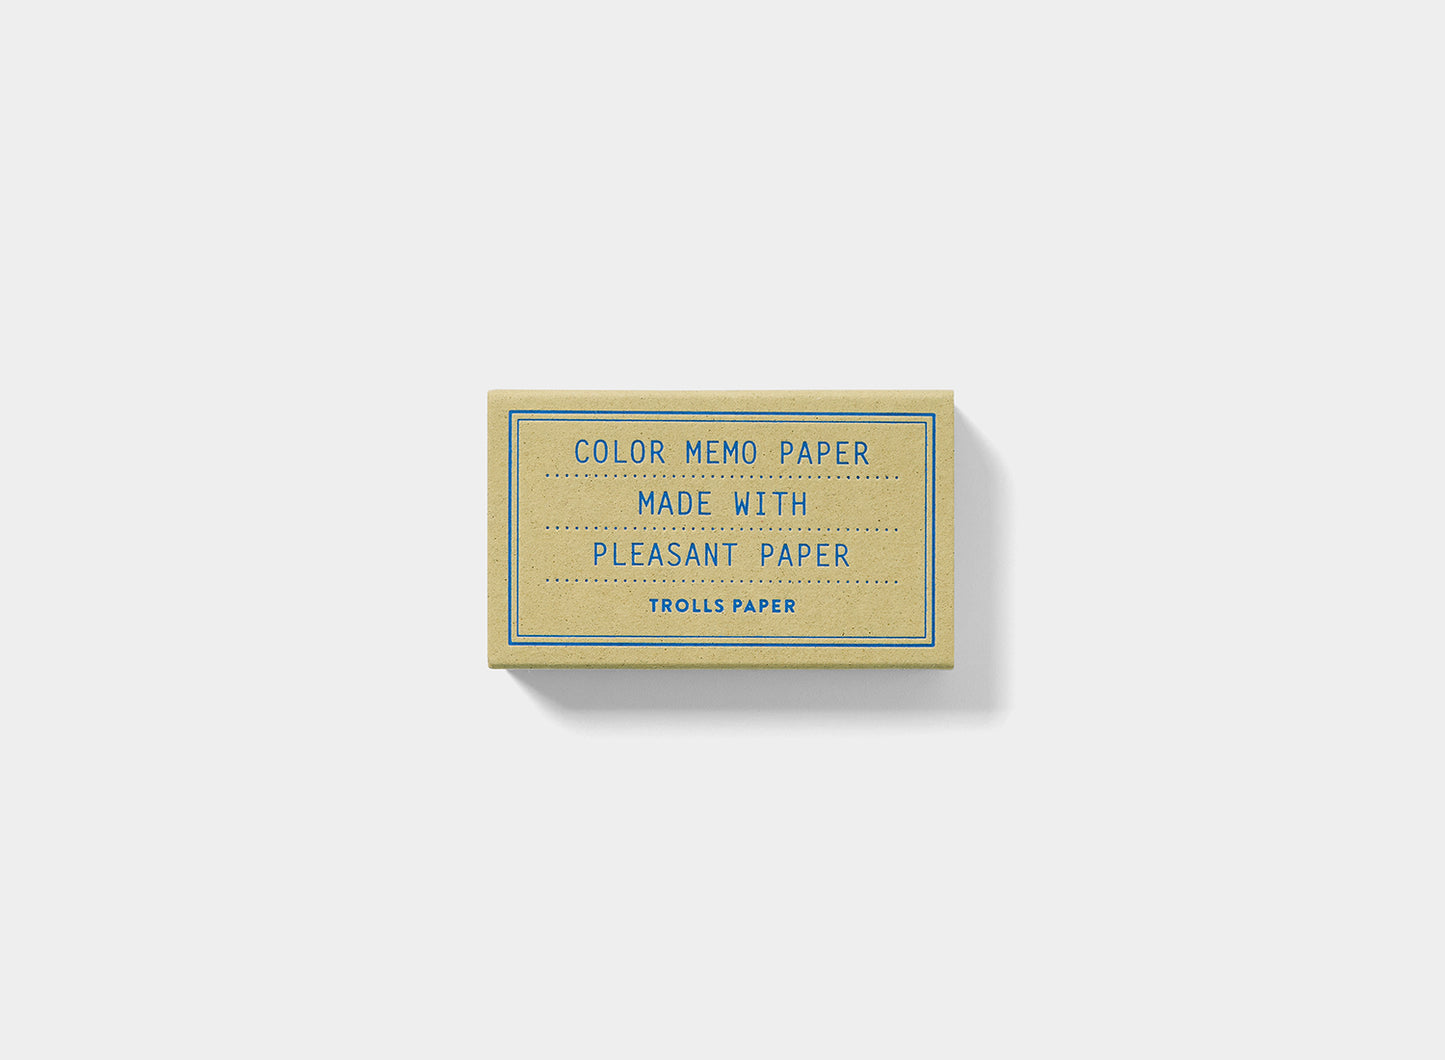 COLOR MEMO PAPER
MADE WITH
PLEASANT PAPER
TROLLS PAPER